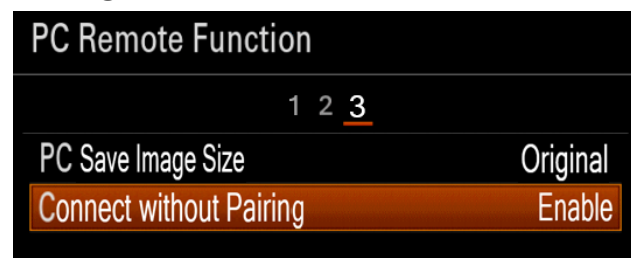 PC Remote Function
1 2 3
PC Save Image Size Original
Connect without Pairing Enable